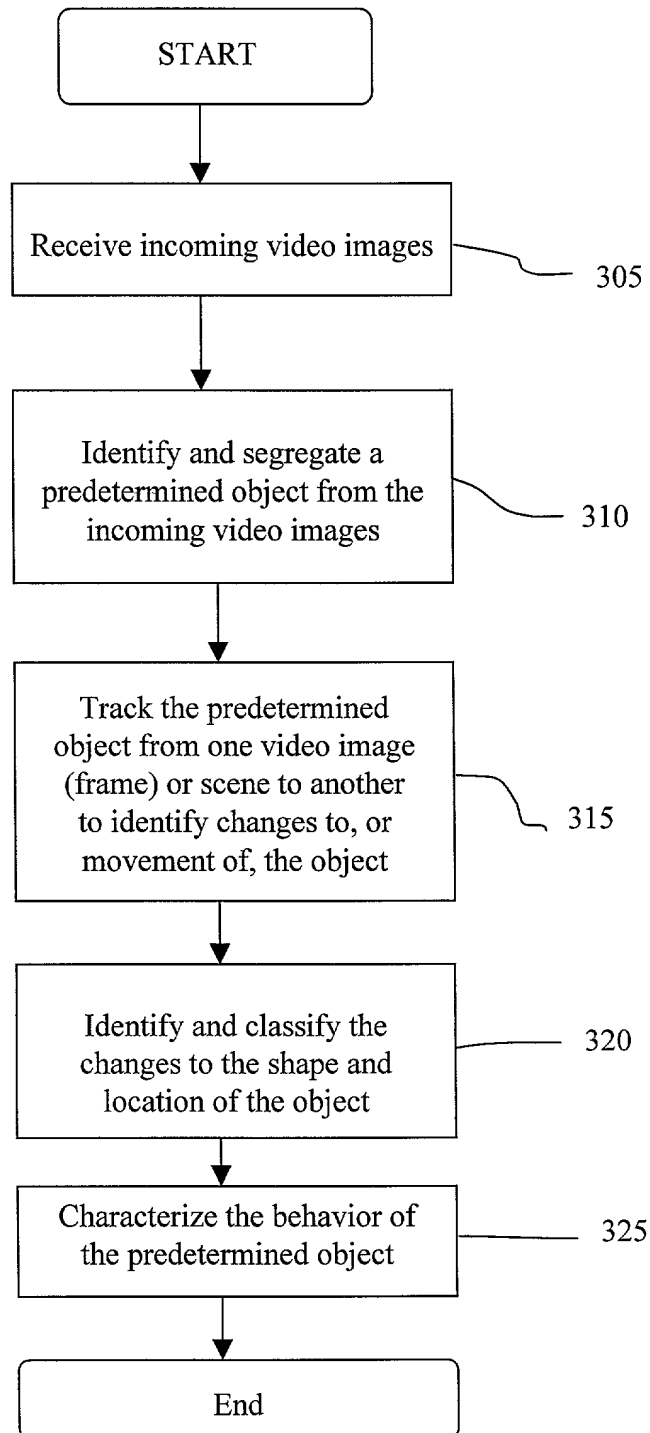 START
Receive incoming video images
305
Identify and segregate a
predetermined object from the
incoming video images
310
Track the predetermined
object from one video image
(frame) or scene to another
to identify changes to, or
movement of, the object
315
Identify and classify the
changes to the shape and
location of the object
320
Characterize the behavior of
the predetermined object
325
End